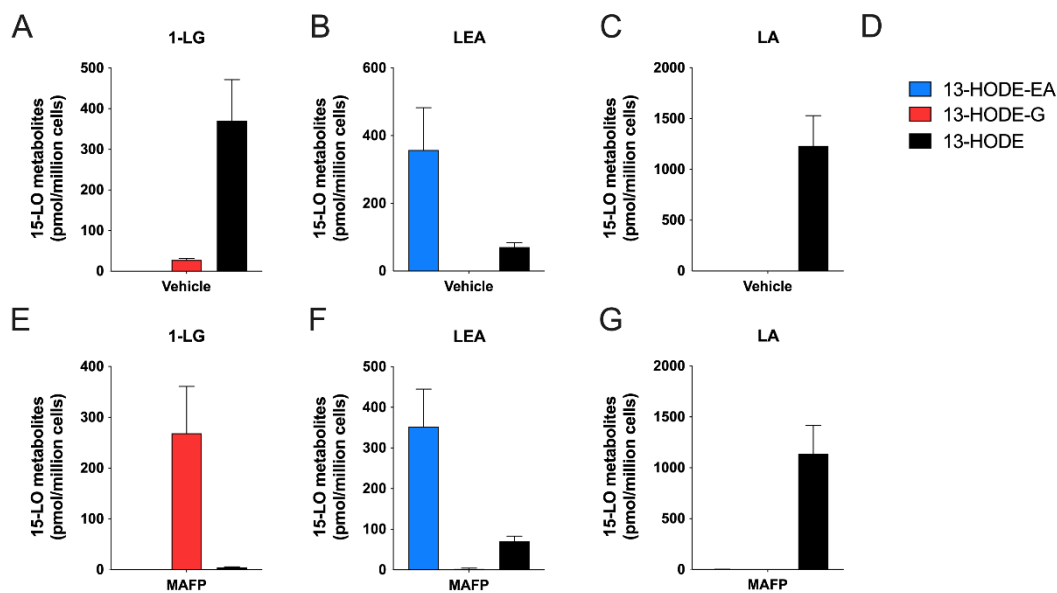 A
1-LG
15-LO metabolites
(pmol/million cells)
500
400
300
200
100
0
Vehicle
B
LEA
15-LO metabolites
(pmol/million cells)
600
400
200
0
Vehicle
C
LA
15-LO metabolites
(pmol/million cells)
2000
1500
1000
500
0
Vehicle
D
13-HODE-EA
13-HODE-G
13-HODE
E
1-LG
15-LO metabolites
(pmol/million cells)
400
300
200
100
0
MAFP
F
LEA
15-LO metabolites
(pmol/million cells)
500
400
300
200
100
0
MAFP
G
LA
15-LO metabolites
(pmol/million cells)
2000
1500
1000
500
0
MAFP